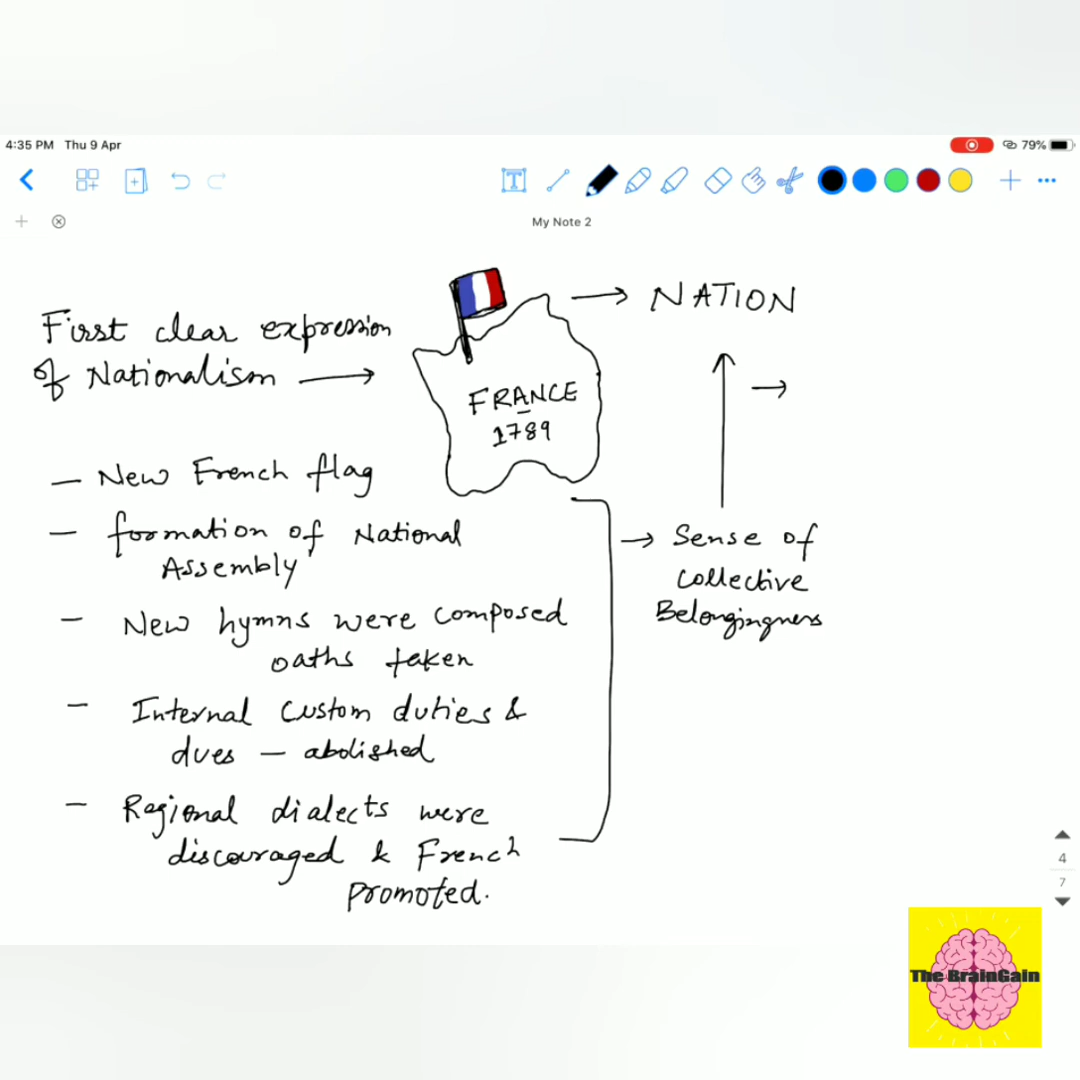 4:35 PM Thu 9 Apr
79%
My Note 2
First clear expression
of Nationalism →
FRANCE
1789
→ NATION
→
- New French flag
- formation of National
Assembly
- New hymns were composed
oaths taken
- Internal custom duties &
dues - abolished
- Regional dialects were
discouraged & French
promoted.
→ Sense of
Collective
Belongingness
4
7
The BrainGain